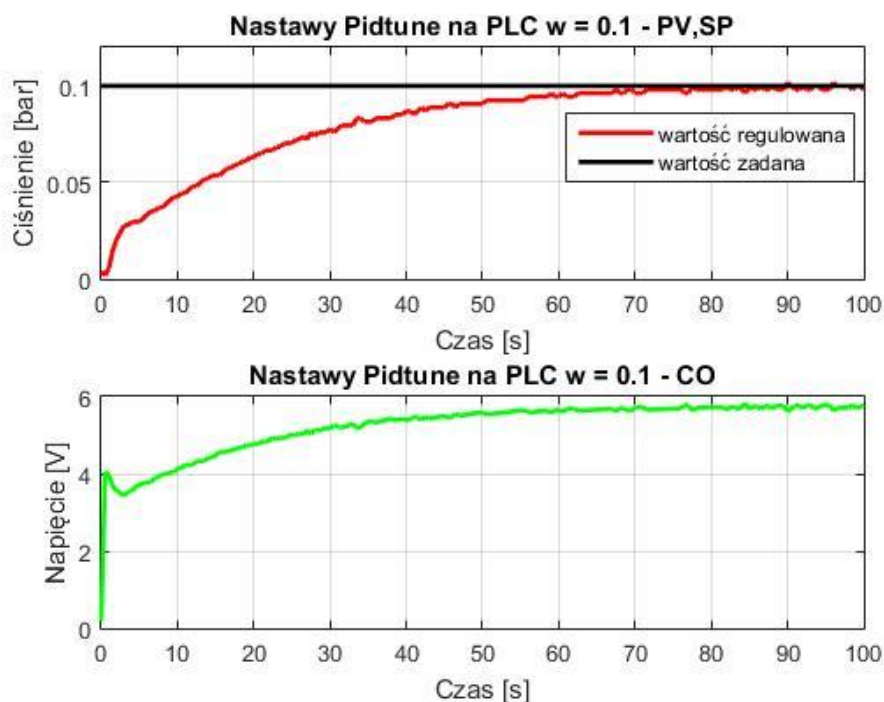 Nastawy Pidtune na PLC w = 0.1 - PV,SP
Ciśnienie [bar]
0.1
0.05
0
wartość regulowana
wartość zadana
0 10 20 30 40 50 60 70 80 90 100
Czas [s]
Nastawy Pidtune na PLC w = 0.1 - CO
Napięcie [V]
6
4
2
0
0 10 20 30 40 50 60 70 80 90 100
Czas [s]